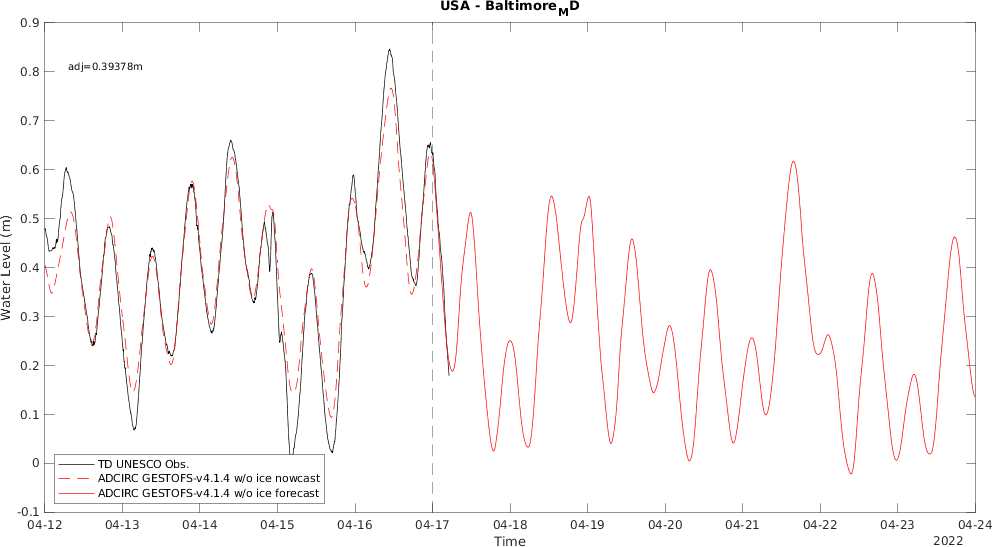 USA - Baltimore_MD
0.9
0.8
0.7
0.6
0.5
0.4
0.3
0.2
0.1
0
-0.1
Water Level (m)
adj=0.39378m
TD UNESCO Obs.
ADCIRC GESTOFS-v4.1.4 w/o ice nowcast
ADCIRC GESTOFS-v4.1.4 w/o ice forecast
04-12 04-13 04-14 04-15 04-16 04-17 04-18 04-19 04-20 04-21 04-22 04-23 04-24
Time
2022